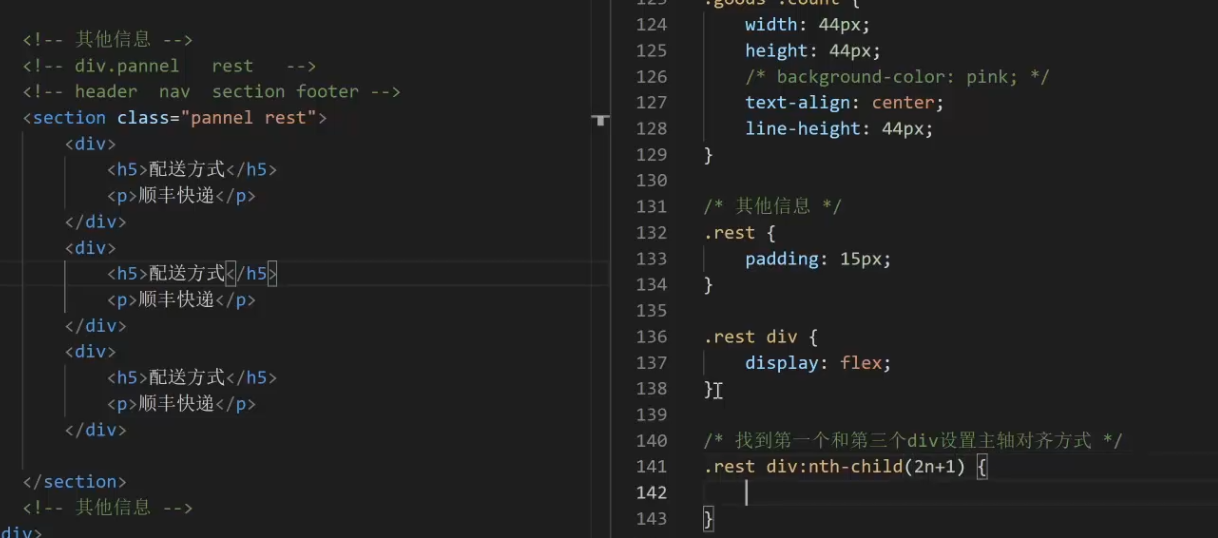 <!-- 其他信息 -->
<!-- div.pannel   rest   -->
<!-- header  nav  section footer -->
<section class="pannel rest">
<div>
<h5>配送方式</h5>
<p>顺丰快递</p>
</div>
<div>
<h5>配送方式</h5>
<p>顺丰快递</p>
</div>
<div>
<h5>配送方式</h5>
<p>顺丰快递</p>
</div>
</section>
<!-- 其他信息 -->
div>
123 .goods .count {
124 width: 44px;
125 height: 44px;
126 /* background-color: pink; */
127 text-align: center;
128 line-height: 44px;
129 }
130
131 /* 其他信息 */
132 .rest {
133 padding: 15px;
134 }
135
136 .rest div {
137 display: flex;
138 }
139
140 /* 找到第一个和第三个div设置主轴对齐方式 */
141 .rest div:nth-child(2n+1) {
142
143 }